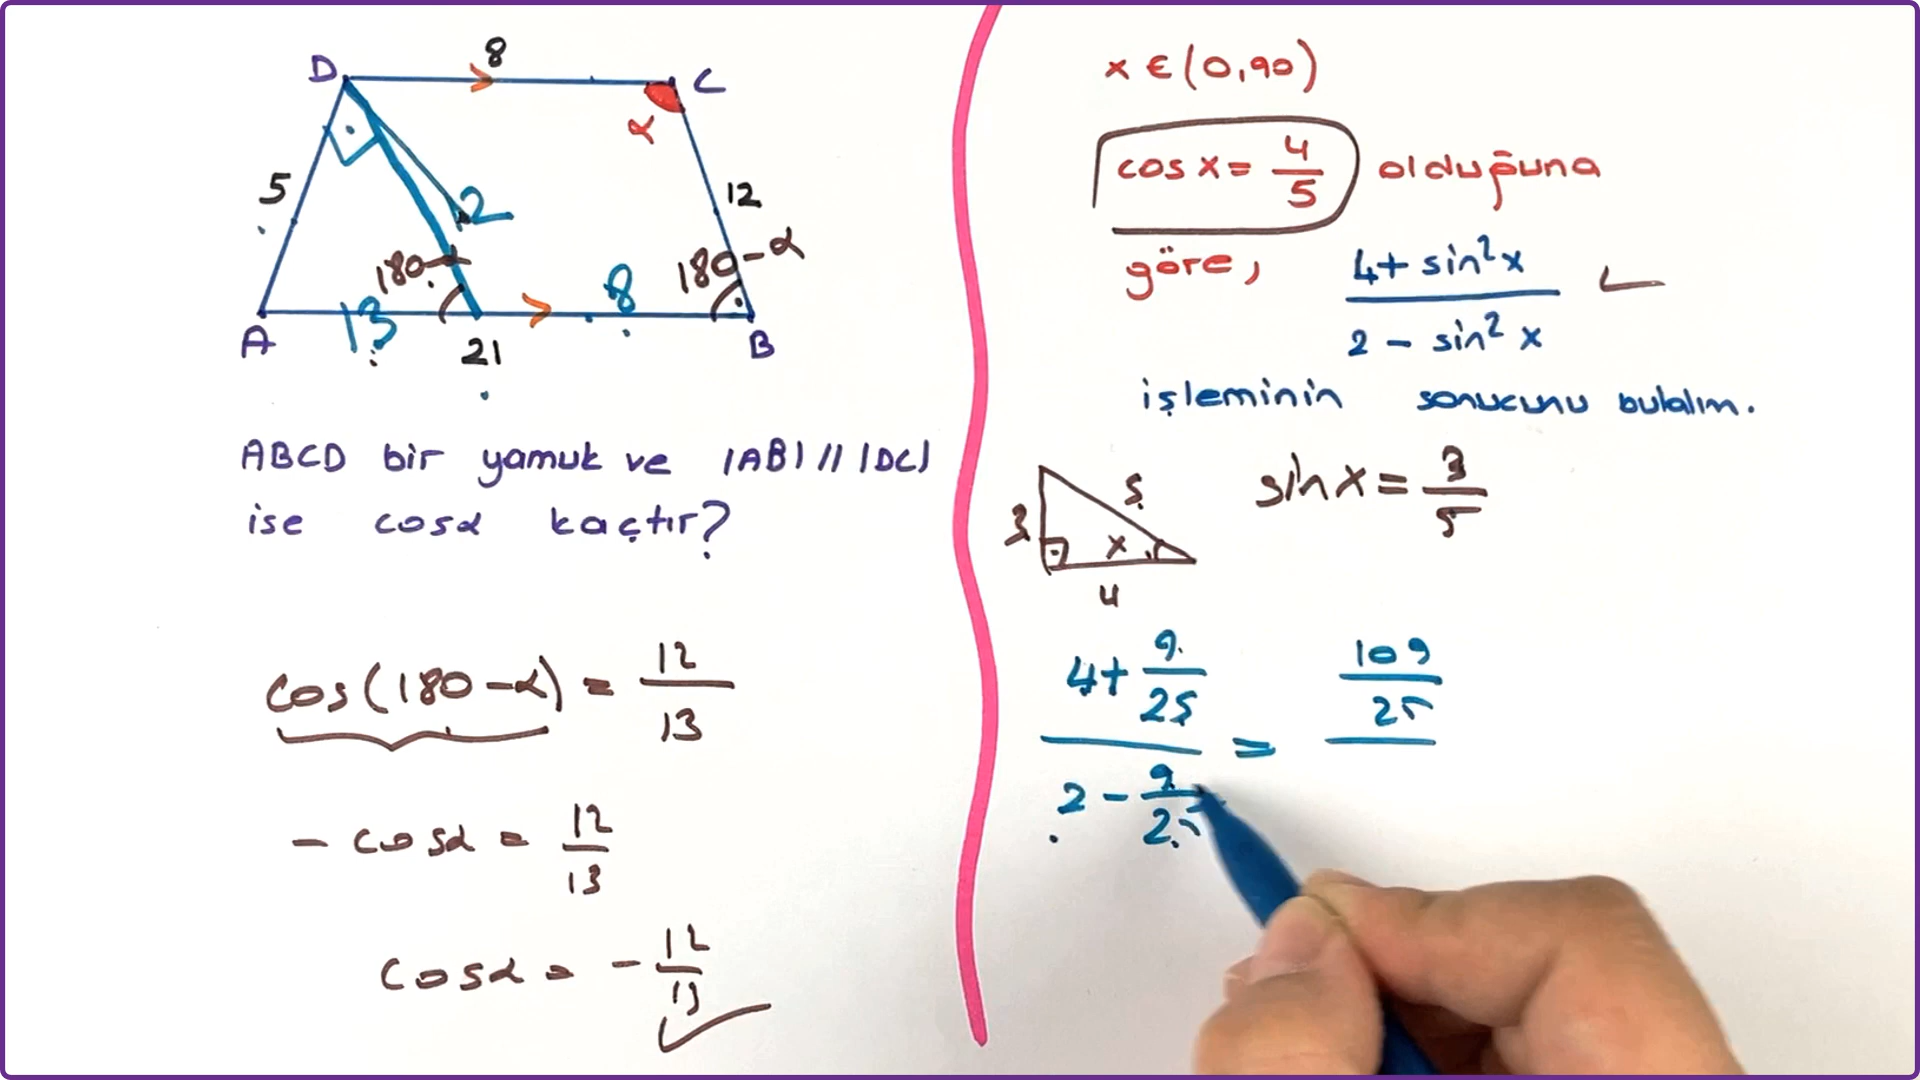 D 8 C
α
5 12 12
180-α 180-α
A 13 8 B
21
ABCD bir yamuk ve |AB| // |DC|
ise cosα kaçtır?
cos(180-α) = 12/13
- cosα = 12/13
cosα = - 12/13
x ∈ (0,90)
cos x = 4/5 olduğuna
göre, 4+ sin²x / 2 - sin²x
işleminin sonucunu bulalım.
3 5 x 4
sin x = 3/5
4+ 9/25 / 2 - 9/25 = 109/25